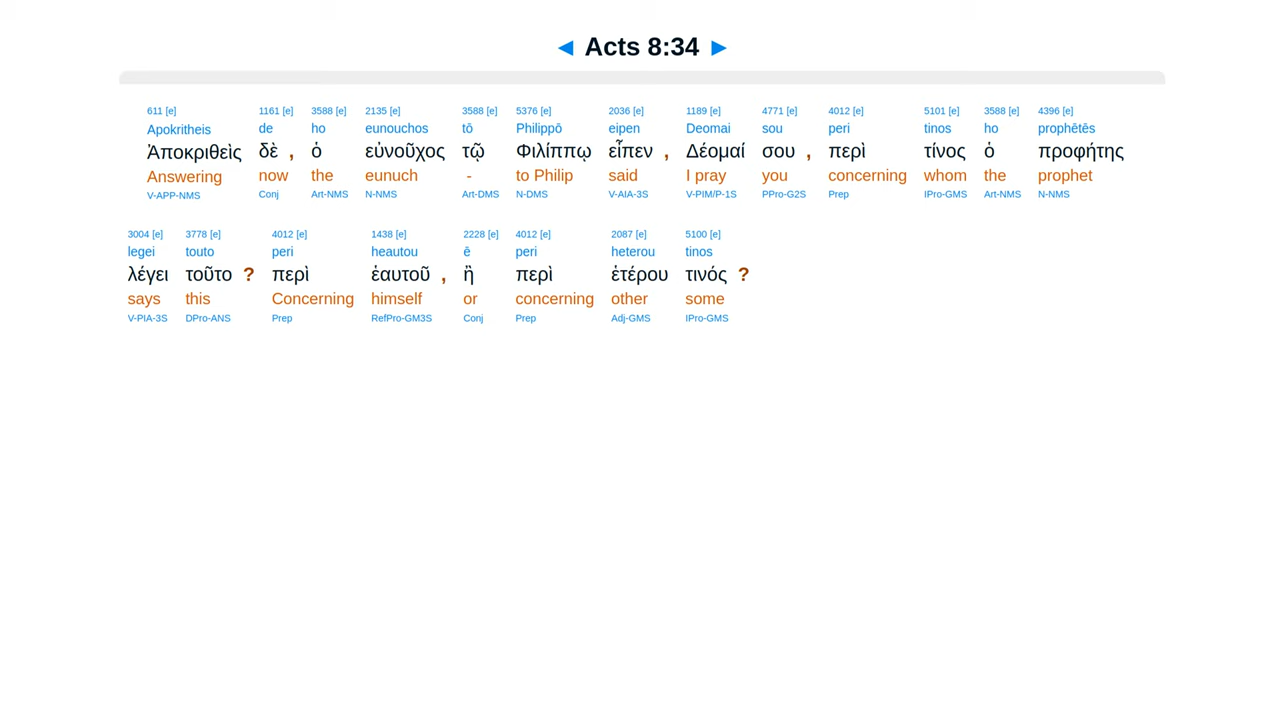 ◄ Acts 8:34 ►
611 [e] 1161 [e] 3588 [e] 2135 [e] 3588 [e] 5376 [e] 2036 [e] 1189 [e] 4771 [e] 4012 [e] 5101 [e] 3588 [e] 4396 [e]
Apokritheis de ho eunouchos tō Philippō eipen Deomai sou peri tinos ho prophētēs
Ἀποκριθεὶς δὲ , ὁ εὐνοῦχος τῷ Φιλίππῳ εἶπεν , Δέομαί σου , περὶ τίνος ὁ προφήτης
Answering now the eunuch - to Philip said I pray you concerning whom the prophet
V-APP-NMS Conj Art-NMS N-NMS Art-DMS N-DMS V-AIA-3S V-PIM/P-1S PPro-G2S Prep IPro-GMS Art-NMS N-NMS
3004 [e] 3778 [e] 4012 [e] 1438 [e] 2228 [e] 4012 [e] 2087 [e] 5100 [e]
legei touto peri heautou ē peri heterou tinos
λέγει τοῦτο ? περὶ ἑαυτοῦ , ἢ περὶ ἑτέρου τινός ?
says this Concerning himself or concerning other some
V-PIA-3S DPro-ANS Prep RefPro-GM3S Conj Prep Adj-GMS IPro-GMS